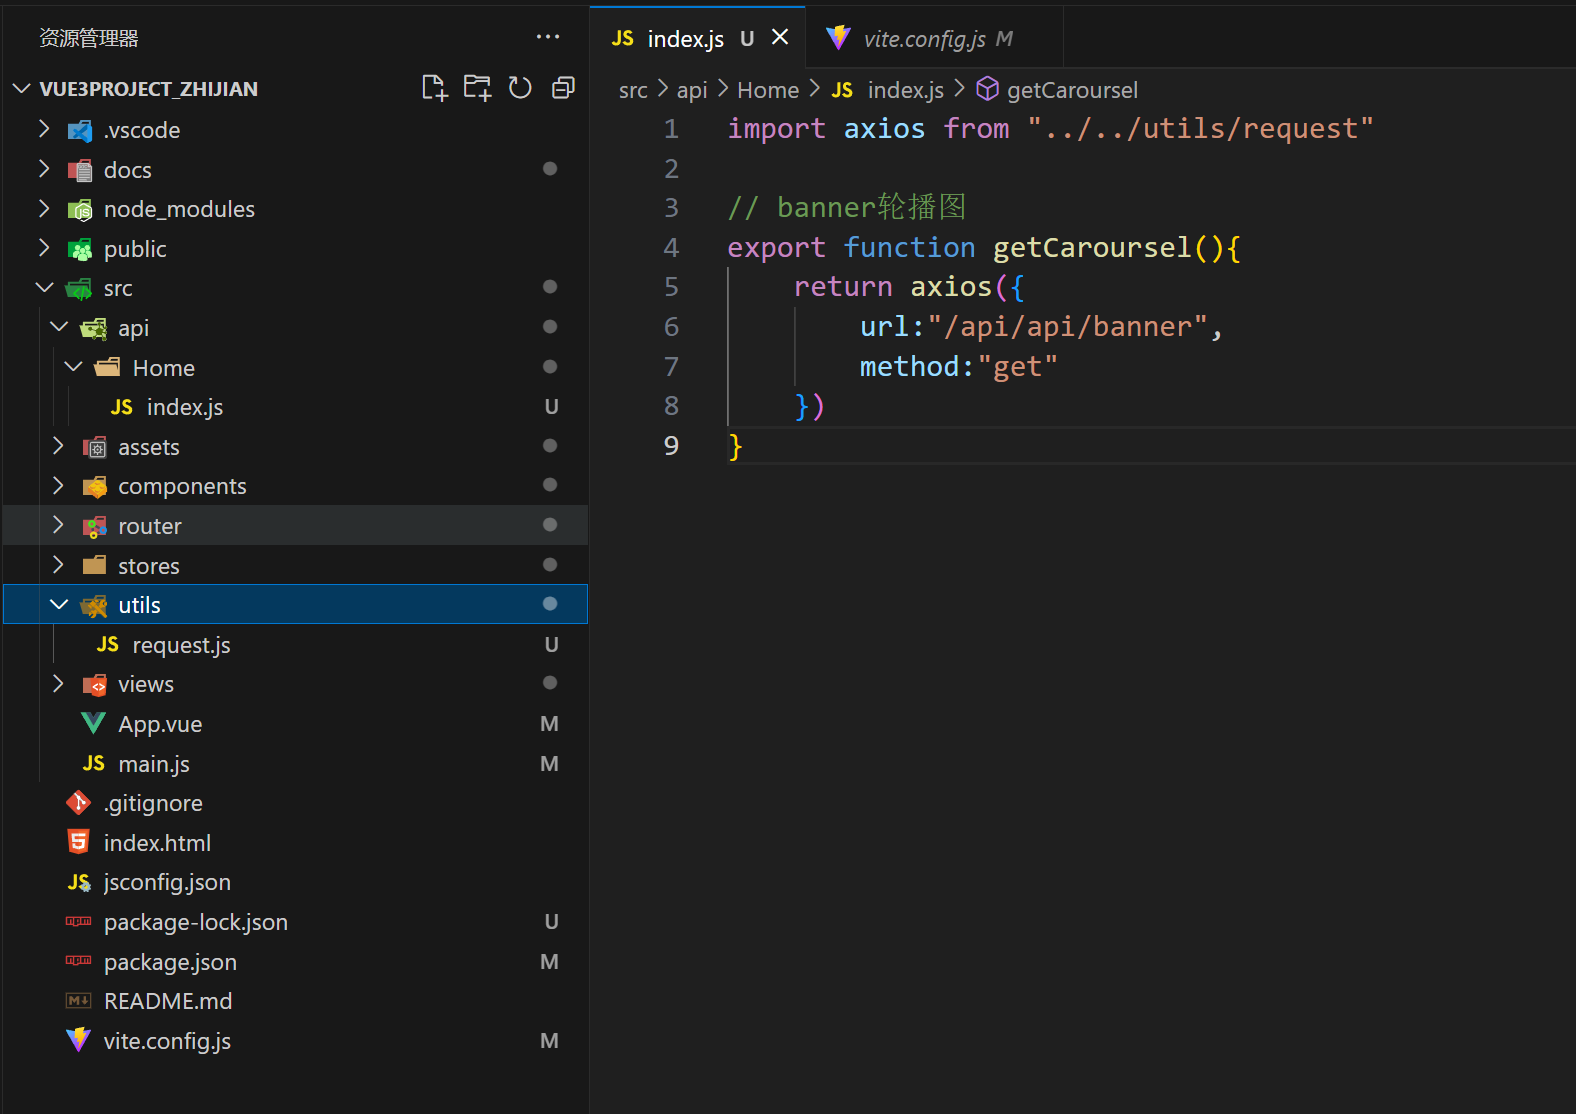 资源管理器
VUE3PROJECT_ZHIJIAN
.vscode
docs
node_modules
public
src
api
Home
JS index.js U
assets
components
router
stores
utils
JS request.js U
views
App.vue M
JS main.js M
.gitignore
index.html
JS jsconfig.json
package-lock.json U
package.json M
README.md
vite.config.js M
JS index.js U
vite.config.js M
src > api > Home > JS index.js > getCaroursel
1 import axios from "../../utils/request"
2
3 // banner轮播图
4 export function getCaroursel(){
5     return axios({
6         url:"/api/api/banner",
7         method:"get"
8     })
9 }